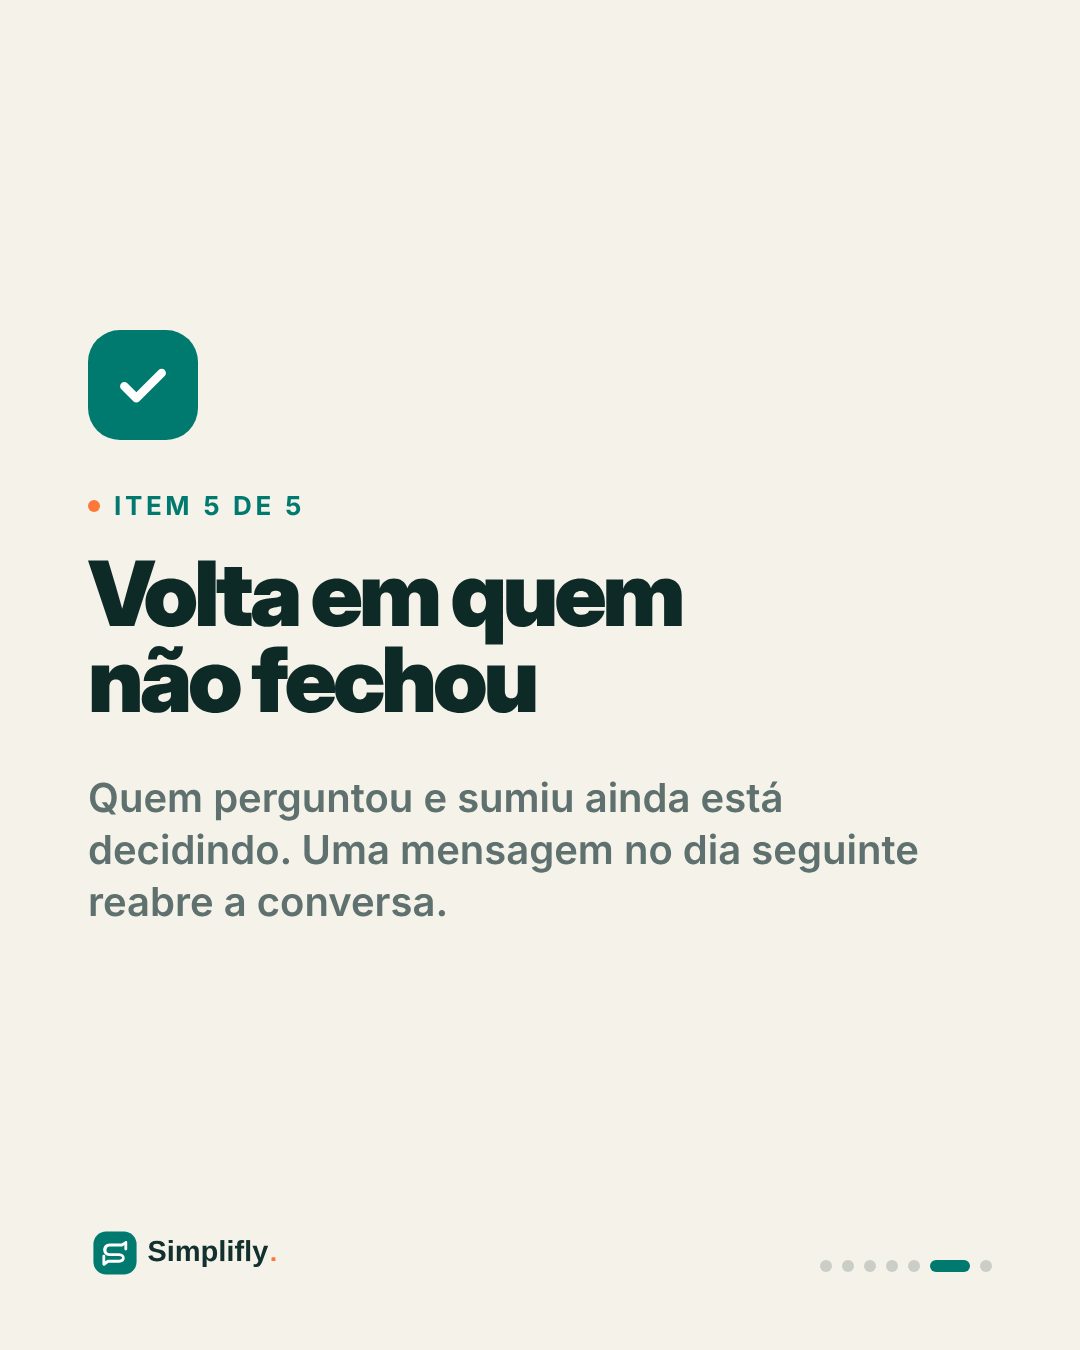 ITEM 5 DE 5
Volta em quem
não fechou
Quem perguntou e sumiu ainda está
decidindo. Uma mensagem no dia seguinte
reabre a conversa.
Simplifly.